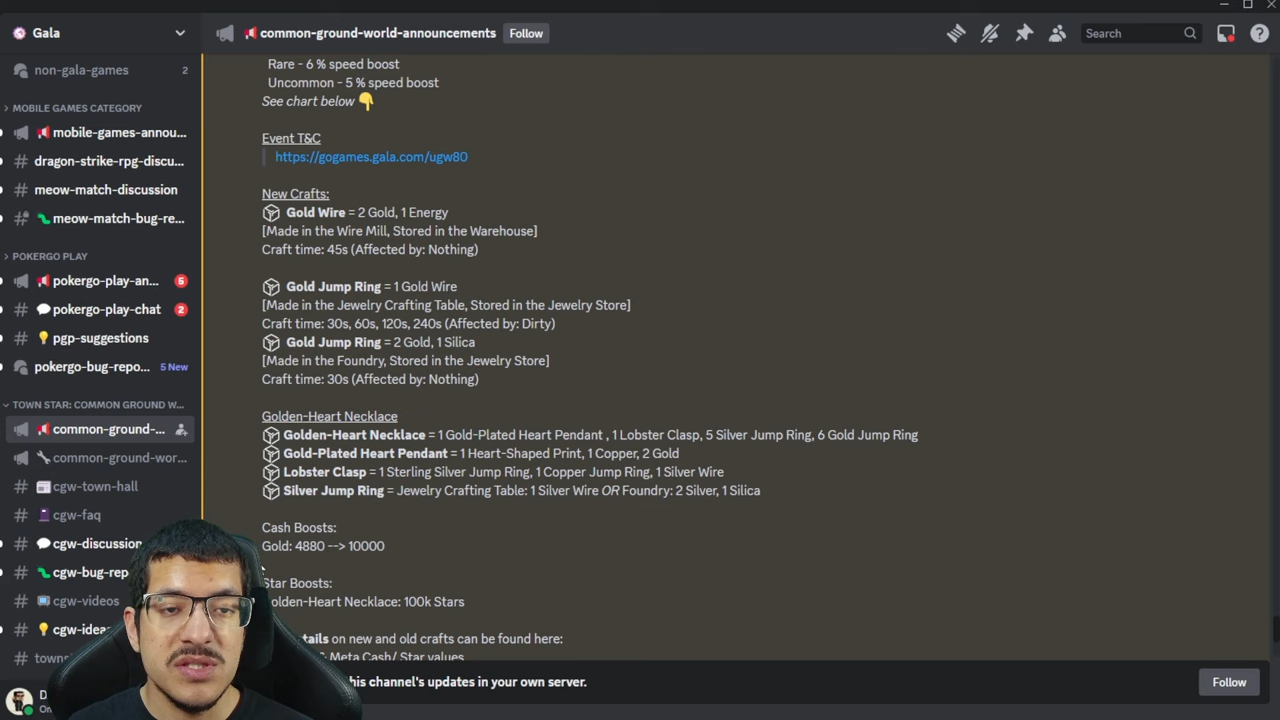 Gala
common-ground-world-announcements
Follow
Search
non-gala-games
2
MOBILE GAMES CATEGORY
mobile-games-annou...
dragon-strike-rpg-discu...
meow-match-discussion
meow-match-bug-re...
POKERGO PLAY
pokergo-play-an...
5
pokergo-play-chat
2
pgp-suggestions
pokergo-bug-repo...
5 New
TOWN STAR: COMMON GROUND W...
common-ground-...
common-ground-wor...
cgw-town-hall
cgw-faq
cgw-discussion
cgw-bug-rep
cgw-videos
cgw-idea
Rare - 6 % speed boost
Uncommon - 5 % speed boost
See chart below 👇
Event T&C
https://gogames.gala.com/ugw80
New Crafts:
Gold Wire = 2 Gold, 1 Energy
[Made in the Wire Mill, Stored in the Warehouse]
Craft time: 45s (Affected by: Nothing)
Gold Jump Ring = 1 Gold Wire
[Made in the Jewelry Crafting Table, Stored in the Jewelry Store]
Craft time: 30s, 60s, 120s, 240s (Affected by: Dirty)
Gold Jump Ring = 2 Gold, 1 Silica
[Made in the Foundry, Stored in the Jewelry Store]
Craft time: 30s (Affected by: Nothing)
Golden-Heart Necklace
Golden-Heart Necklace = 1 Gold-Plated Heart Pendant , 1 Lobster Clasp, 5 Silver Jump Ring, 6 Gold Jump Ring
Gold-Plated Heart Pendant = 1 Heart-Shaped Print, 1 Copper, 2 Gold
Lobster Clasp = 1 Sterling Silver Jump Ring, 1 Copper Jump Ring, 1 Silver Wire
Silver Jump Ring = Jewelry Crafting Table: 1 Silver Wire OR Foundry: 2 Silver, 1 Silica
Cash Boosts:
Gold: 4880 --> 10000
Star Boosts:
Golden-Heart Necklace: 100k Stars
on new and old crafts can be found here:
Meta Cash/ Star values
his channel's updates in your own server.
Follow